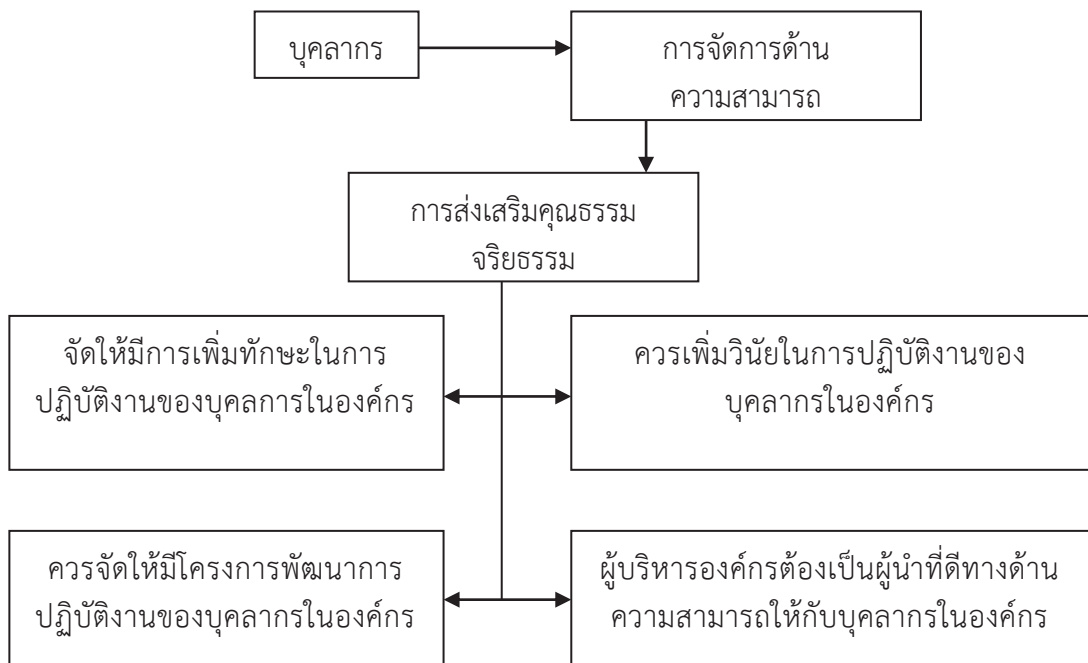 บุคลากร
การจัดการด้าน
ความสามารถ
การส่งเสริมคุณธรรม
จริยธรรม
จัดให้มีการเพิ่มทักษะในการ
ปฏิบัติงานของบุคลการในองค์กร
ควรเพิ่มวินัยในการปฏิบัติงานของ
บุคลากรในองค์กร
ควรจัดให้มีโครงการพัฒนาการ
ปฏิบัติงานของบุคลากรในองค์กร
ผู้บริหารองค์กรต้องเป็นผู้นำที่ดีทางด้าน
ความสามารถให้กับบุคลากรในองค์กร